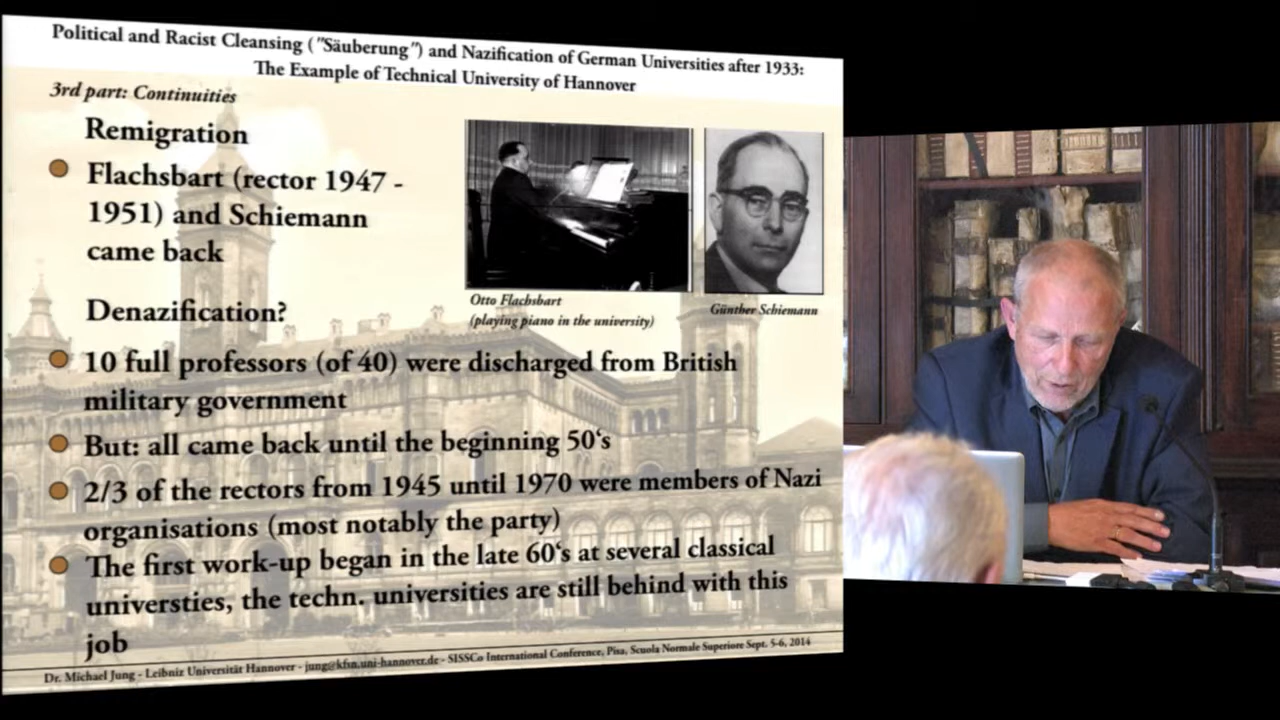 Political and Racist Cleansing ("Säuberung") and Nazification of German Universities after 1933:
The Example of Technical University of Hannover
3rd part: Continuities
Remigration
Flachsbart (rector 1947 -
1951) and Schiemann
came back
Otto Flachsbart
(playing piano in the university)
Günther Schiemann
Denazification?
10 full professors (of 40) were discharged from British
military government
But: all came back until the beginning 50‘s
2/3 of the rectors from 1945 until 1970 were members of Nazi
organisations (most notably the party)
The first work-up began in the late 60‘s at several classical
universties, the techn. universities are still behind with this
job
Dr. Michael Jung - Leibniz Universität Hannover - jung@kfsn.uni-hannover.de - SISSCo International Conference, Pisa, Scuola Normale Superiore Sept. 5-6, 2014